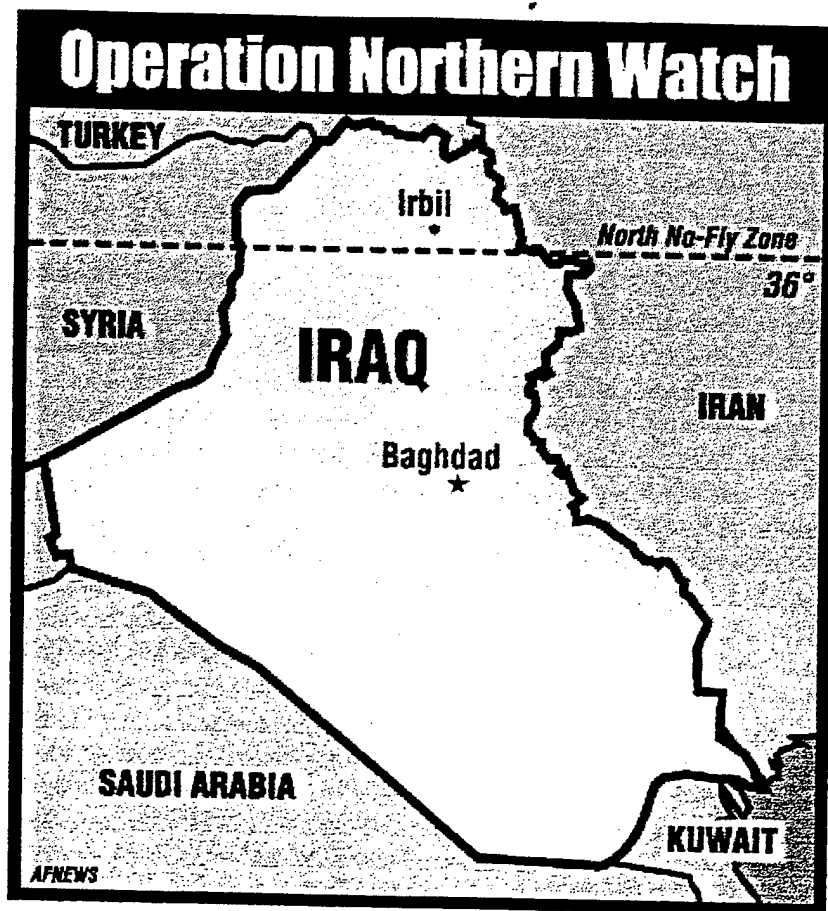 Operation Northern Watch
TURKEY
Irbil
North No-Fly Zone
36°
SYRIA
IRAQ
IRAN
Baghdad
SAUDI ARABIA
KUWAIT
AFNEWS